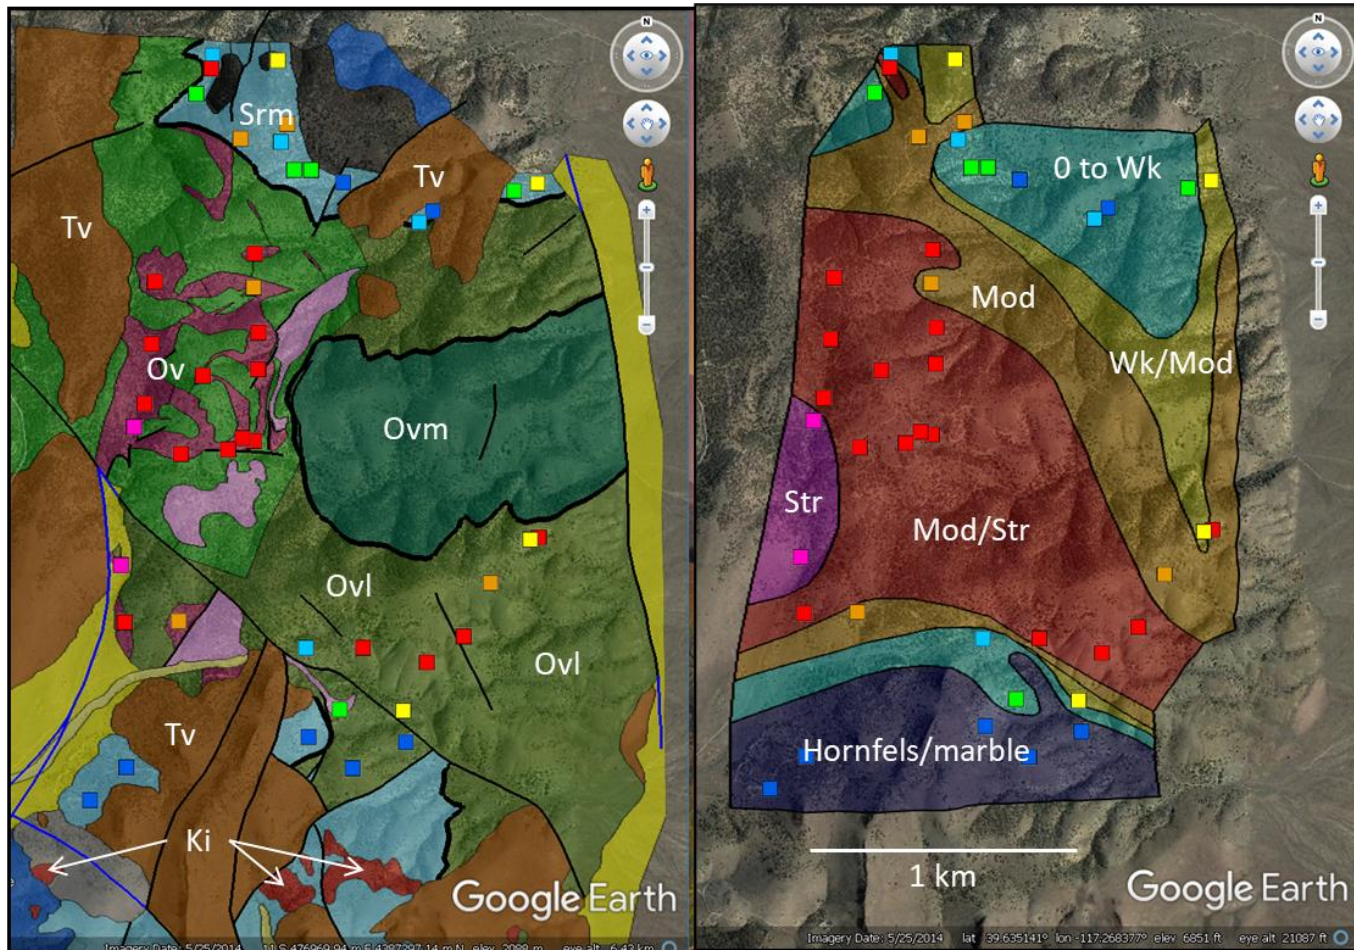 N
Srm
Tv
Tv
Ov
Ovm
Ovl
Ovl
Tv
Ki
Google Earth
Imagery Date: 5/25/2014
N
0 to Wk
Mod
Wk/Mod
Str
Mod/Str
Hornfels/marble
1 km
Google Earth
Imagery Date: 5/25/2014 lat 39.635141° lon -117.268377° elev 6851 ft eye alt 21087 ft